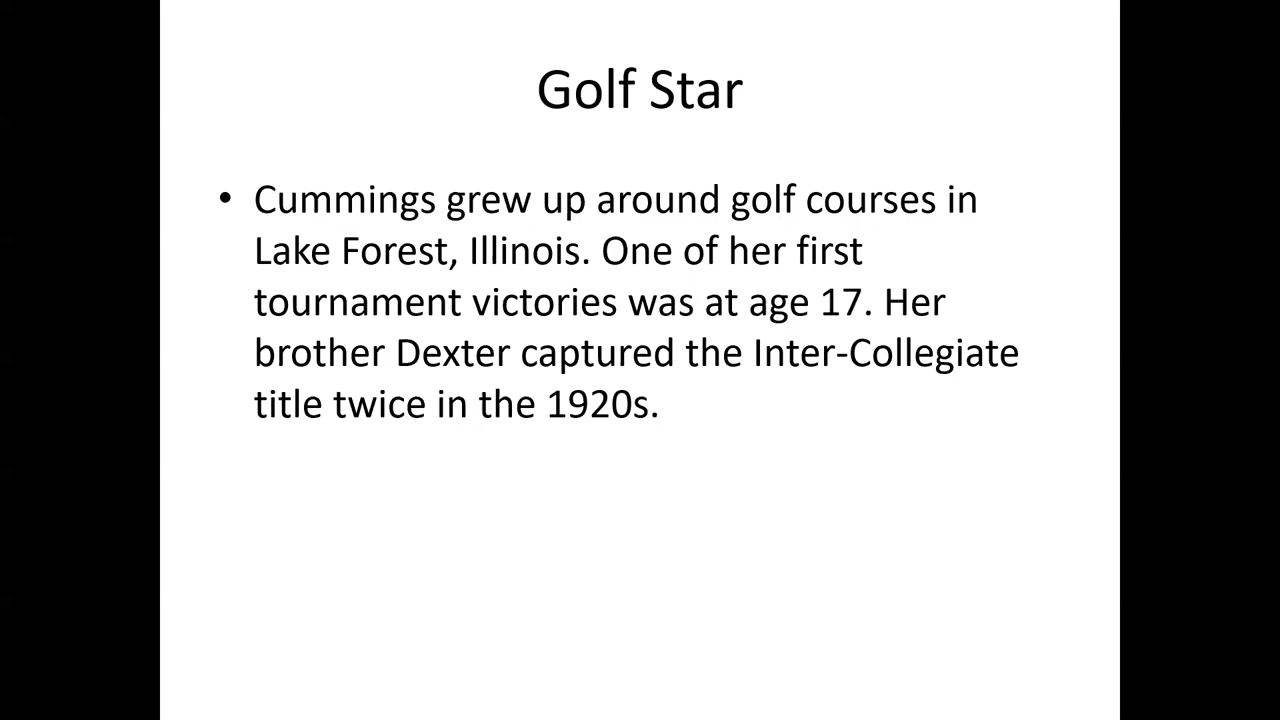 Golf Star
• Cummings grew up around golf courses in
Lake Forest, Illinois. One of her first
tournament victories was at age 17. Her
brother Dexter captured the Inter-Collegiate
title twice in the 1920s.